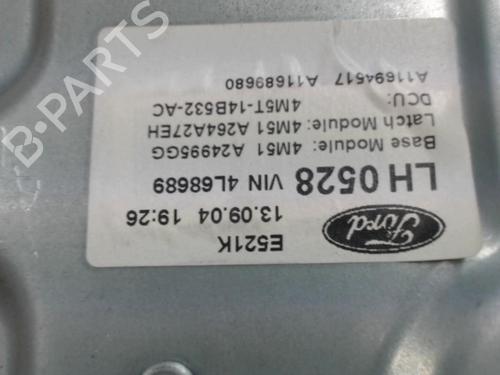 Ford
E521K
13.09.04 19:26
LH 0528 VIN 4L68689
Base Module: 4M51 A24995GG
Latch Module: 4M51 A264A27EH
DCU:
4M5T-14B532-AC
A11694517 A11689680